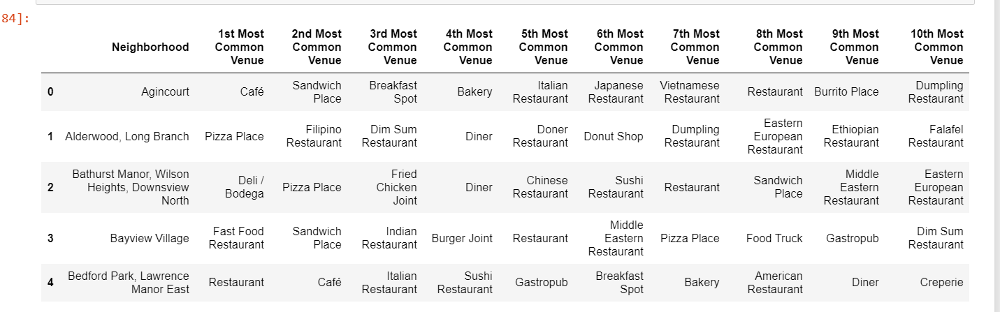 84]:
Neighborhood 1st Most Common Venue 2nd Most Common Venue 3rd Most Common Venue 4th Most Common Venue 5th Most Common Venue 6th Most Common Venue 7th Most Common Venue 8th Most Common Venue 9th Most Common Venue 10th Most Common Venue
0 Agincourt Café Sandwich Place Breakfast Spot Bakery Italian Restaurant Japanese Restaurant Vietnamese Restaurant Restaurant Burrito Place Dumpling Restaurant
1 Alderwood, Long Branch Pizza Place Filipino Restaurant Dim Sum Restaurant Diner Doner Restaurant Donut Shop Dumpling Restaurant Eastern European Restaurant Ethiopian Restaurant Falafel Restaurant
2 Bathurst Manor, Wilson Heights, Downsview North Deli / Bodega Pizza Place Fried Chicken Joint Diner Chinese Restaurant Sushi Restaurant Restaurant Sandwich Place Middle Eastern Restaurant Eastern European Restaurant
3 Bayview Village Fast Food Restaurant Sandwich Place Indian Restaurant Burger Joint Restaurant Middle Eastern Restaurant Pizza Place Food Truck Gastropub Dim Sum Restaurant
4 Bedford Park, Lawrence Manor East Restaurant Café Italian Restaurant Sushi Restaurant Gastropub Breakfast Spot Bakery American Restaurant Diner Creperie